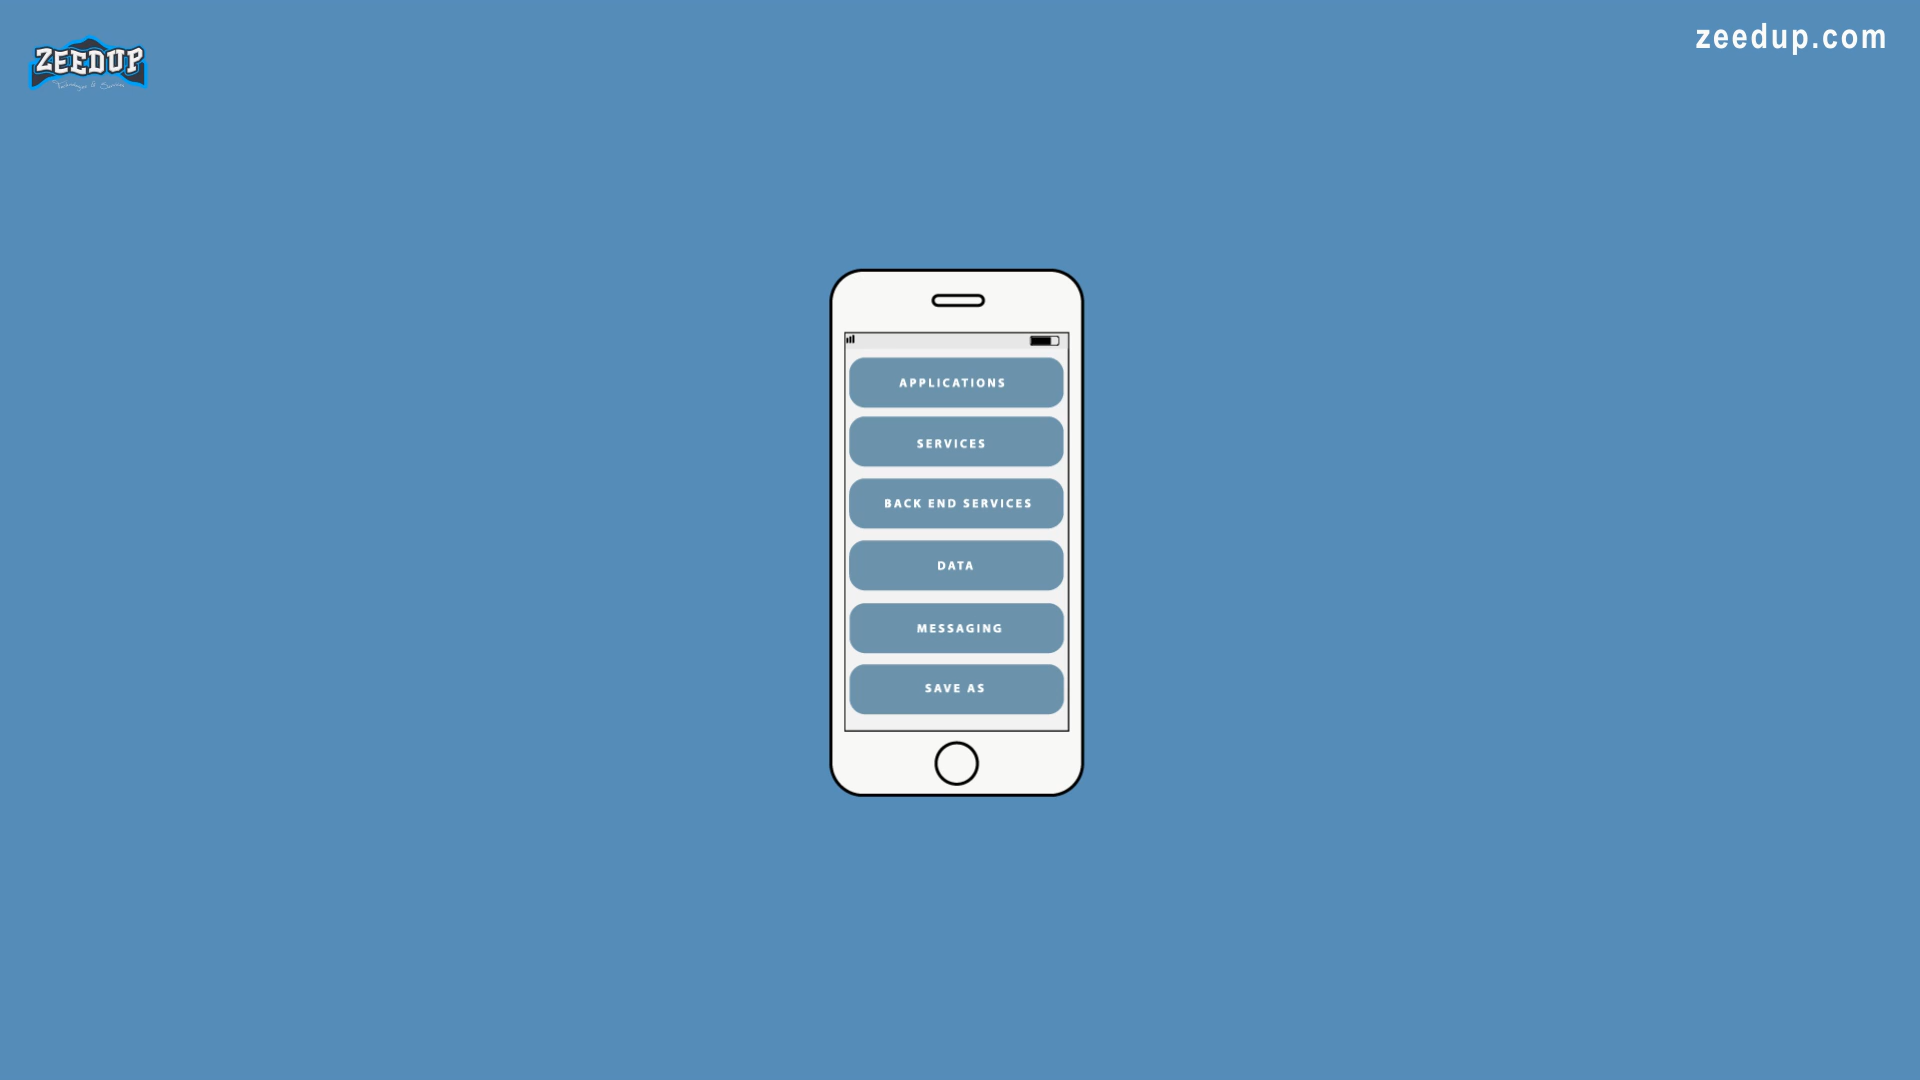 ZEEDUP
zeedup.com
APPLICATIONS
SERVICES
BACK END SERVICES
DATA
MESSAGING
SAVE AS